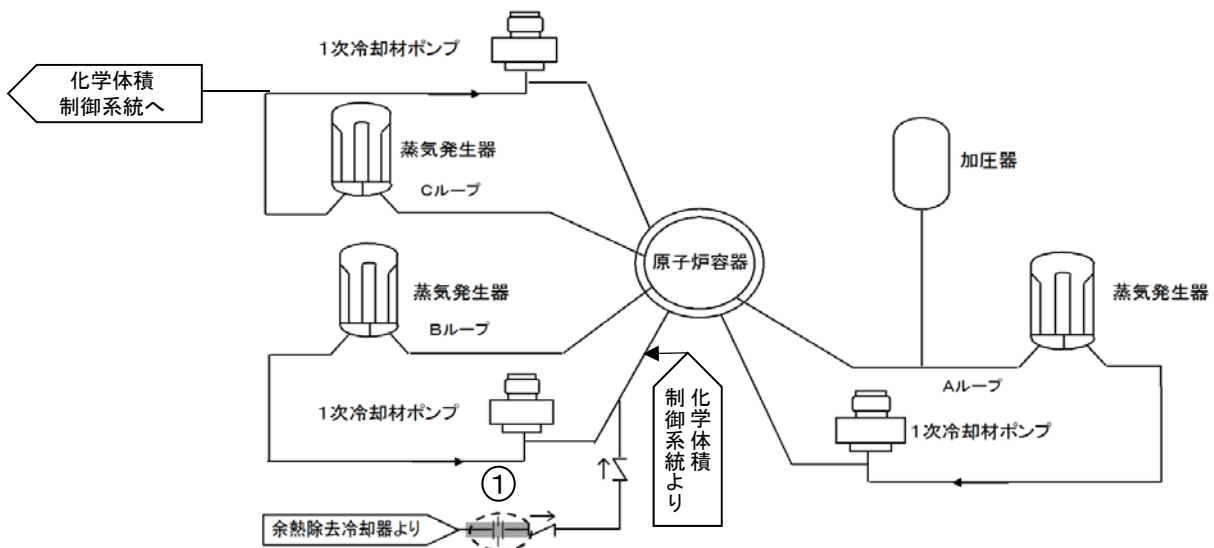 1次冷却材ポンプ
化学体積
制御系統へ
蒸気発生器
Cループ
加圧器
原子炉容器
蒸気発生器
Bループ
蒸気発生器
Aループ
1次冷却材ポンプ
化学体積
制御系統より
1次冷却材ポンプ
①
余熱除去冷却器より